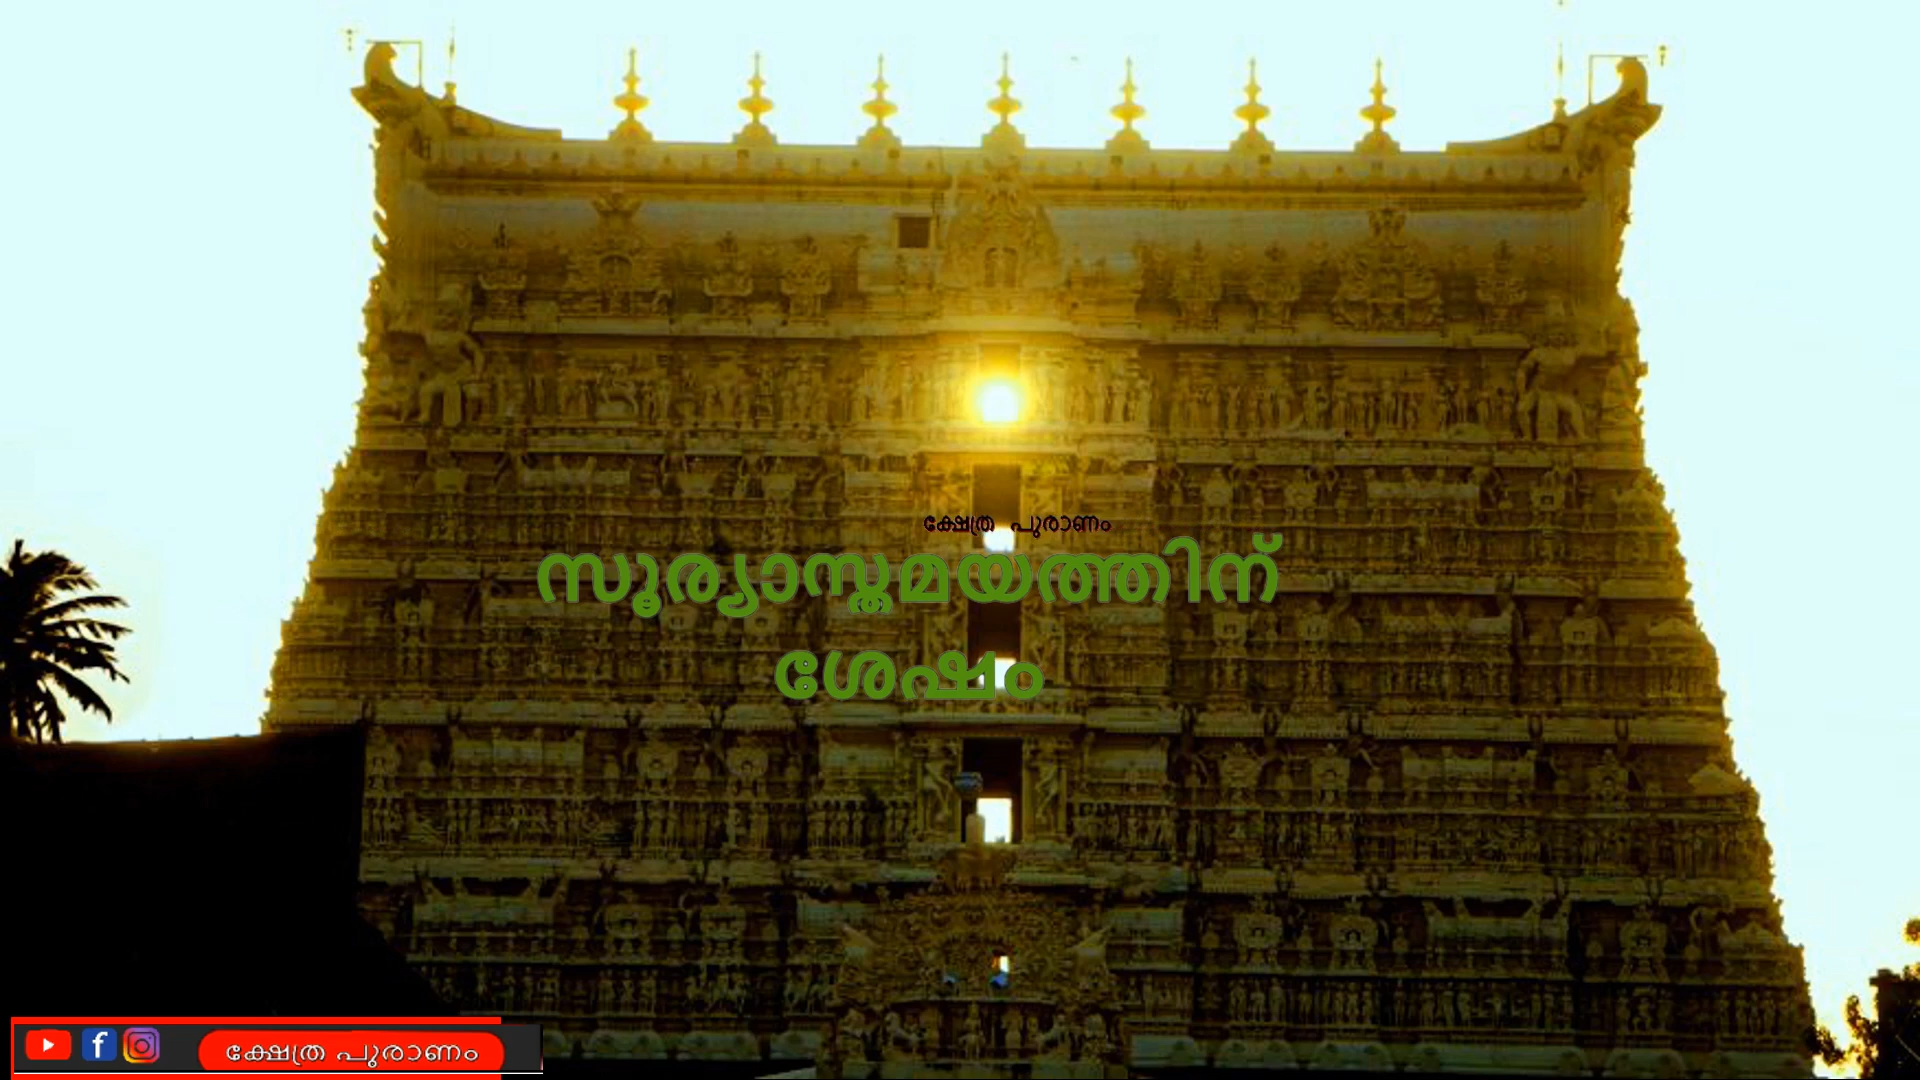 ക്ഷേത്ര പുരാണം
സൂര്യാസ്തമയത്തിന്
ശേഷം
ക്ഷേത്ര പുരാണം